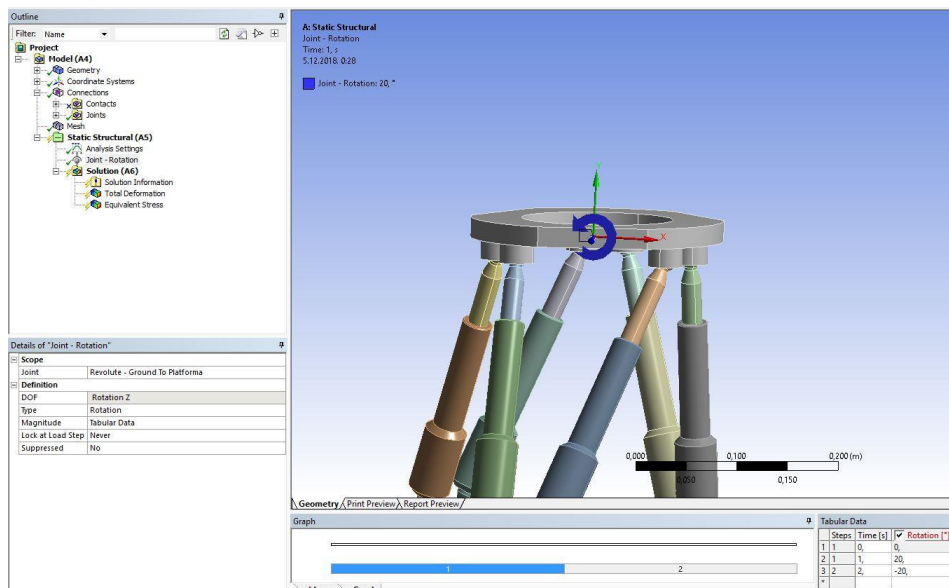 Outline
Filter: Name
Project
Model (A4)
Geometry
Coordinate Systems
Connections
Contacts
Joints
Mesh
Static Structural (A5)
Analysis Settings
Joint - Rotation
Solution (A6)
Solution Information
Total Deformation
Equivalent Stress
Details of "Joint - Rotation"
Scope
Joint Revolute - Ground To Platforma
Definition
DOF Rotation Z
Type Rotation
Magnitude Tabular Data
Lock at Load Step Never
Suppressed No
A: Static Structural
Joint - Rotation
Time: 1, s
5.12.2018. 0:28
Joint - Rotation: 20, °
Y
X
0,000 0,100 0,200 (m)
0,050 0,150
Geometry Print Preview Report Preview
Graph
1 2
Tabular Data
Steps Time [s] Rotation [°]
1 1 0, 0,
2 1 1, 20,
3 2 2, -20,
*